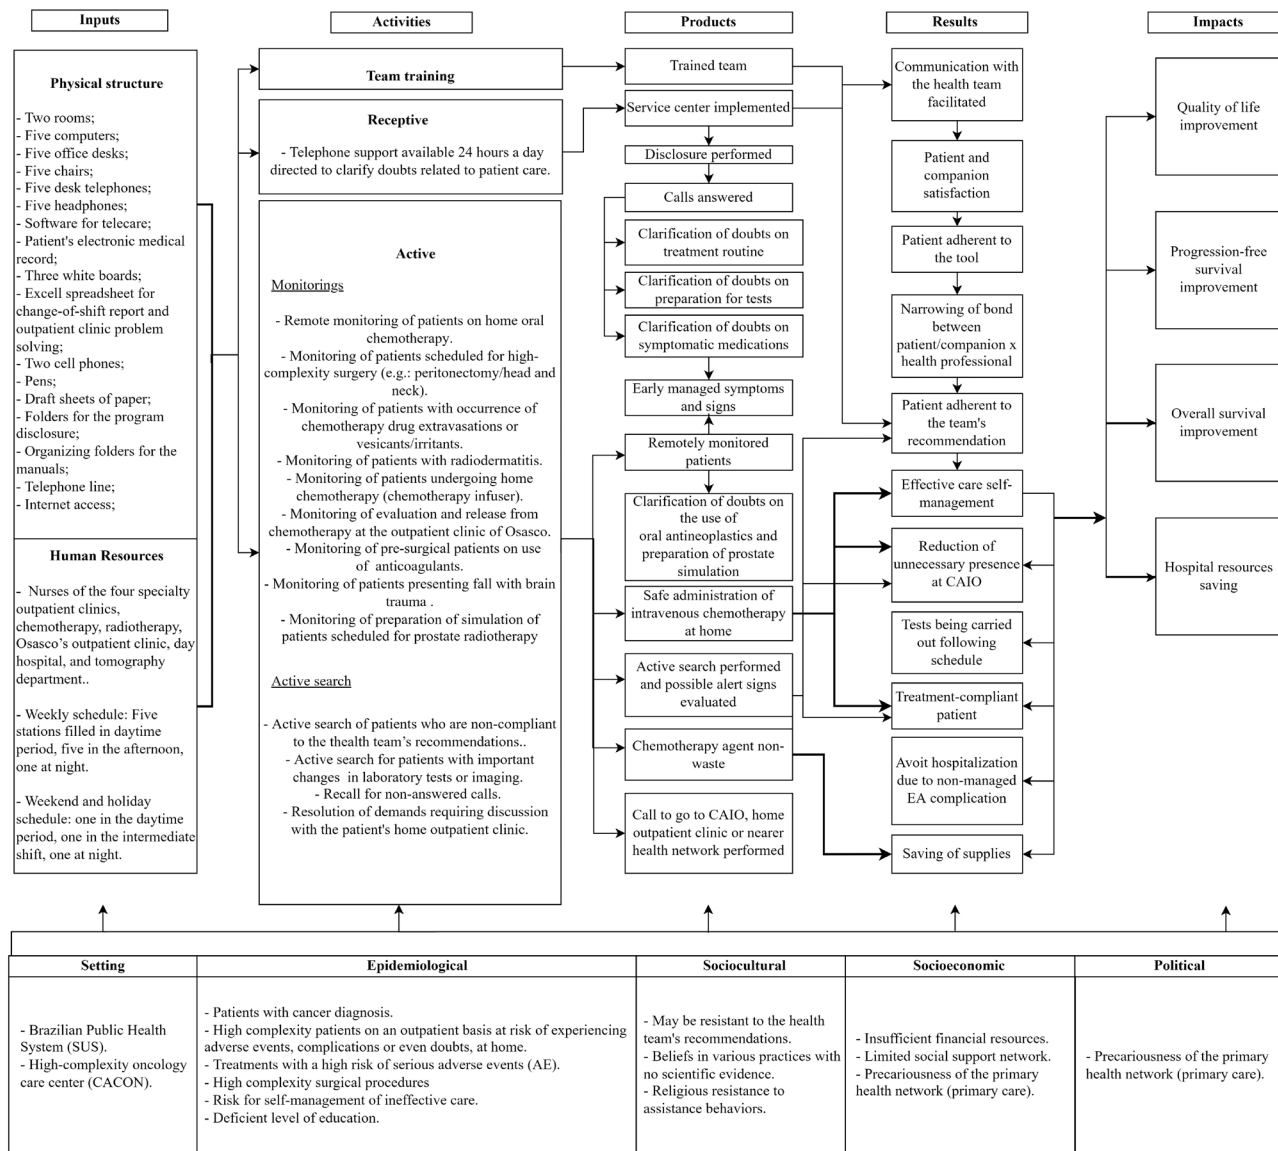 Inputs
Activities
Products
Results
Impacts
Physical structure
- Two rooms;
- Five computers;
- Five office desks;
- Five chairs;
- Five desk telephones;
- Five headphones;
- Software for telecare;
- Patient's electronic medical
record;
- Three white boards;
- Excell spreadsheet for
change-of-shift report and
outpatient clinic problem
solving;
- Two cell phones;
- Pens;
- Draft sheets of paper;
- Folders for the program
disclosure;
- Organizing folders for the
manuals;
- Telephone line;
- Internet access;
Human Resources
- Nurses of the four specialty
outpatient clinics,
chemotherapy, radiotherapy,
Osasco's outpatient clinic, day
hospital, and tomography
department..
- Weekly schedule: Five
stations filled in daytime
period, five in the afternoon,
one at night.
- Weekend and holiday
schedule: one in the daytime
period, one in the intermediate
shift, one at night.
Team training
Receptive
- Telephone support available 24 hours a day
directed to clarify doubts related to patient care.
Active
Monitorings
- Remote monitoring of patients on home oral
chemotherapy.
- Monitoring of patients scheduled for high-
complexity surgery (e.g.: peritonectomy/head and
neck).
- Monitoring of patients with occurrence of
chemotherapy drug extravasations or
vesicants/irritants.
- Monitoring of patients with radiodermatitis.
- Monitoring of patients undergoing home
chemotherapy (chemotherapy infuser).
- Monitoring of evaluation and release from
chemotherapy at the outpatient clinic of Osasco.
- Monitoring of pre-surgical patients on use
of anticoagulants.
- Monitoring of patients presenting fall with brain
trauma .
- Monitoring of preparation of simulation of
patients scheduled for prostate radiotherapy
Active search
- Active search of patients who are non-compliant
to the thealth team's recommendations..
- Active search for patients with important
changes in laboratory tests or imaging.
- Recall for non-answered calls.
- Resolution of demands requiring discussion
with the patient's home outpatient clinic.
Trained team
Service center implemented
Disclosure performed
Calls answered
Clarification of doubts on
treatment routine
Clarification of doubts on
preparation for tests
Clarification of doubts on
symptomatic medications
Early managed symptoms
and signs
Remotely monitored
patients
Clarification of doubts on
the use of
oral antineoplastics and
preparation of prostate
simulation
Safe administration of
intravenous chemotherapy
at home
Active search performed
and possible alert signs
evaluated
Chemotherapy agent non-
waste
Call to go to CAIO, home
outpatient clinic or nearer
health network performed
Communication with
the health team
facilitated
Patient and
companion
satisfaction
Patient adherent to
the tool
Narrowing of bond
between
patient/companion x
health professional
Patient adherent to
the team's
recommendation
Effective care self-
management
Reduction of
unnecessary presence
at CAIO
Tests being carried
out following
schedule
Treatment-compliant
patient
Avoit hospitalization
due to non-managed
EA complication
Saving of supplies
Quality of life
improvement
Progression-free
survival
improvement
Overall survival
improvement
Hospital resources
saving
Setting
- Brazilian Public Health
System (SUS).
- High-complexity oncology
care center (CACON).
Epidemiological
- Patients with cancer diagnosis.
- High complexity patients on an outpatient basis at risk of experiencing
adverse events, complications or even doubts, at home.
- Treatments with a high risk of serious adverse events (AE).
- High complexity surgical procedures
- Risk for self-management of ineffective care.
- Deficient level of education.
Sociocultural
- May be resistant to the health
team's recommendations.
- Beliefs in various practices with
no scientific evidence.
- Religious resistance to
assistance behaviors.
Socioeconomic
- Insufficient financial resources.
- Limited social support network.
- Precariousness of the primary
health network (primary care).
Political
- Precariousness of the primary
health network (primary care).